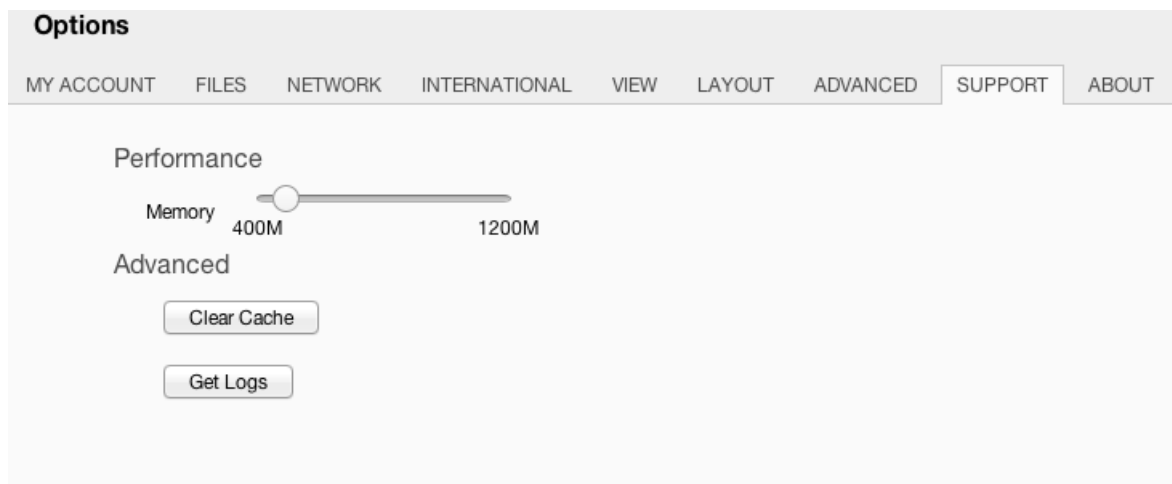 Options
MY ACCOUNT FILES NETWORK INTERNATIONAL VIEW LAYOUT ADVANCED SUPPORT ABOUT
Performance
Memory
400M 1200M
Advanced
Clear Cache
Get Logs